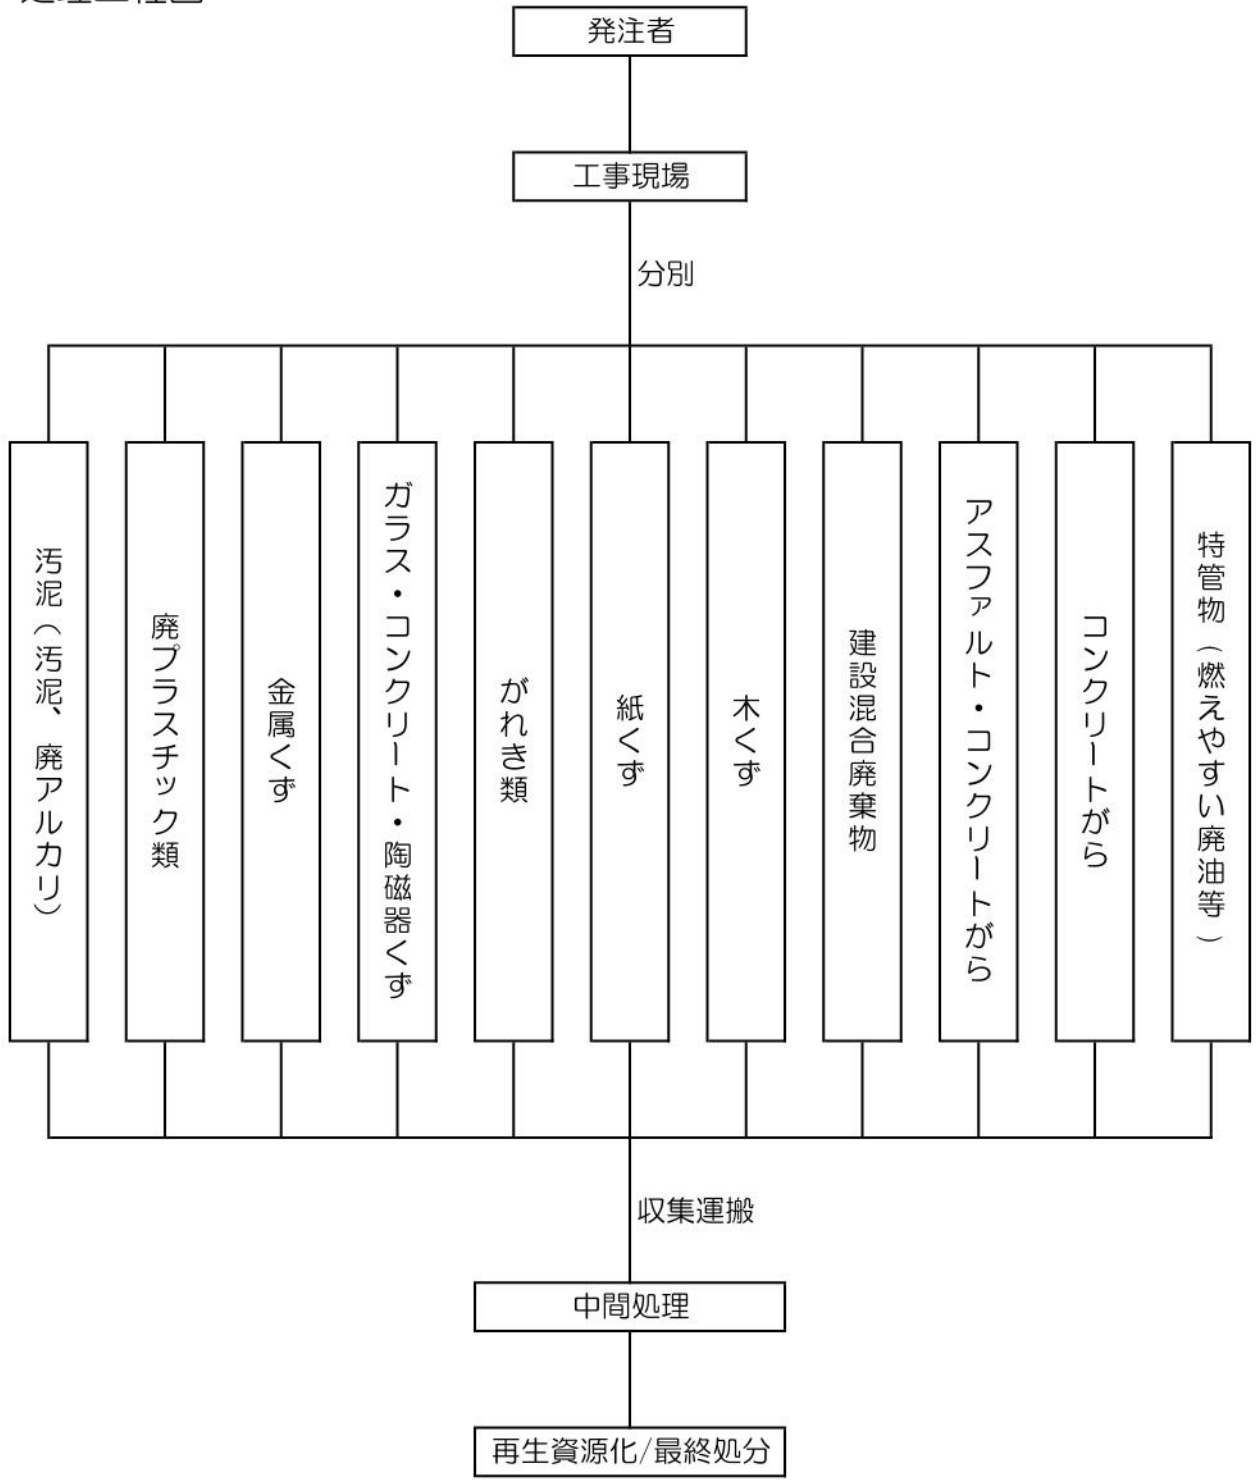 発注者
工事現場
分別
汚泥（汚泥、廃アルカリ）
廃プラスチック類
金属くず
ガラス・コンクリート・陶磁器くず
がれき類
紙くず
木くず
建設混合廃棄物
アスファルト・コンクリートがら
コンクリートがら
特管物（燃えやすい廃油等）
収集運搬
中間処理
再生資源化/最終処分